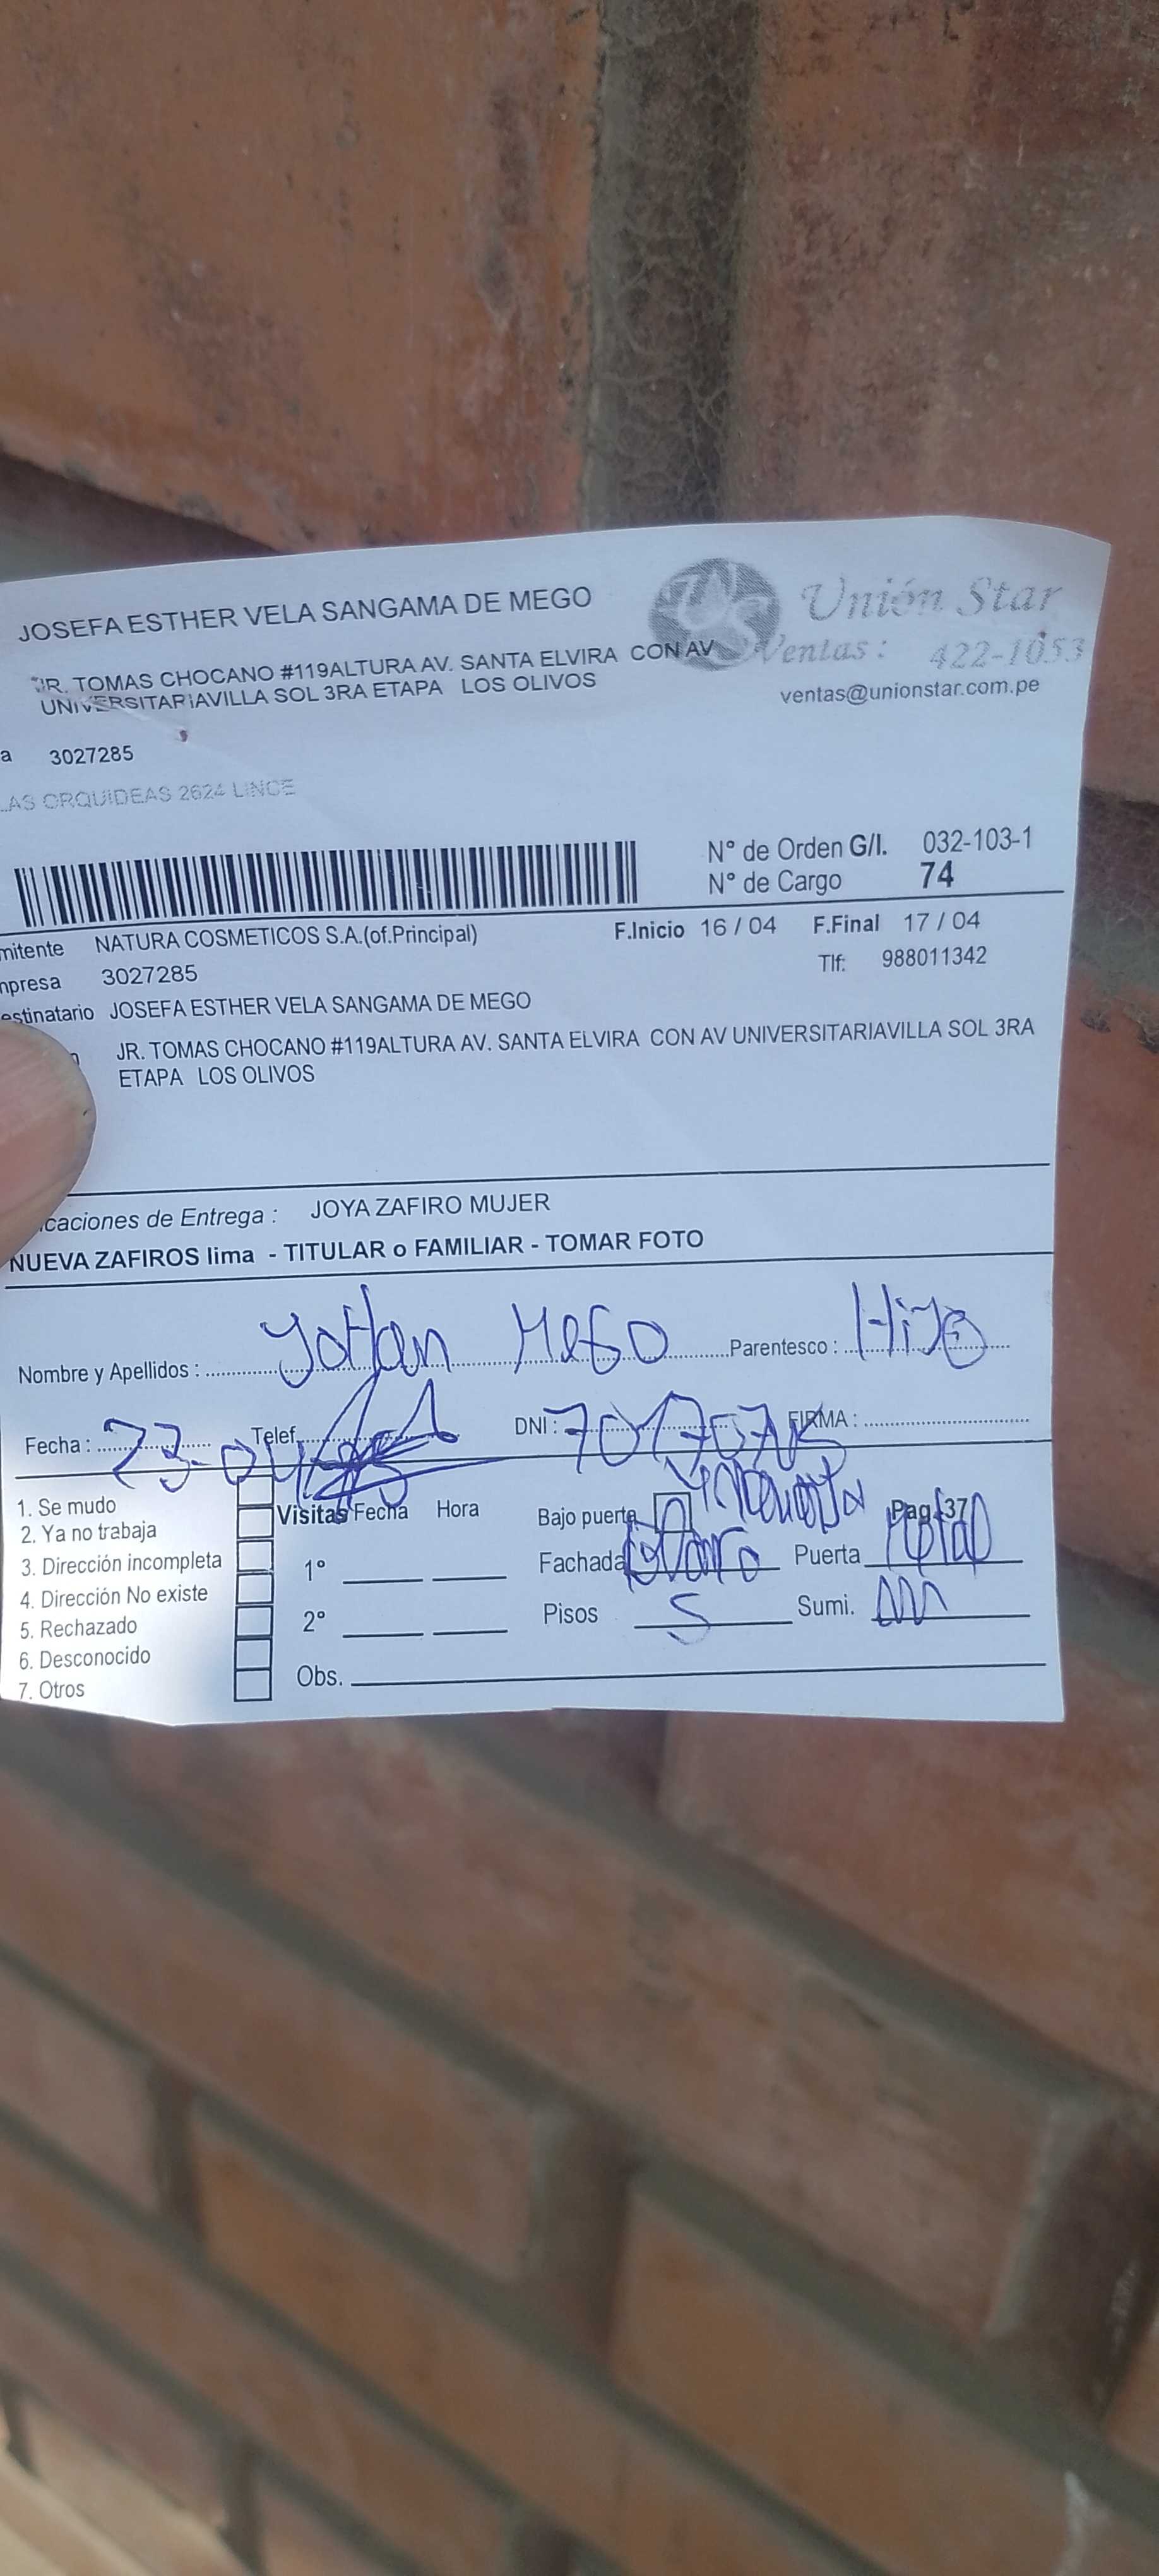 JOSEFA ESTHER VELA SANGAMA DE MEGO
Unión Star
Ventas: 422-1053
ventas@unionstar.com.pe
JR. TOMAS CHOCANO #119ALTURA AV. SANTA ELVIRA CON AV
UNIVERSITARIAVILLA SOL 3RA ETAPA LOS OLIVOS
a 3027285
LAS ORQUIDEAS 2624 LINCE
N° de Orden G/I. 032-103-1
N° de Cargo 74
mitente NATURA COSMETICOS S.A.(of.Principal) F.Inicio 16 / 04 F.Final 17 / 04
mpresa 3027285 Tlf: 988011342
estinatario JOSEFA ESTHER VELA SANGAMA DE MEGO
JR. TOMAS CHOCANO #119ALTURA AV. SANTA ELVIRA CON AV UNIVERSITARIAVILLA SOL 3RA
ETAPA LOS OLIVOS
caciones de Entrega : JOYA ZAFIRO MUJER
NUEVA ZAFIROS lima - TITULAR o FAMILIAR - TOMAR FOTO
Nombre y Apellidos : Mego Parentesco : Hijo
Fecha : 23-04 Telef. DNI : FIRMA :
1. Se mudo
2. Ya no trabaja
3. Dirección incompleta
4. Dirección No existe
5. Rechazado
6. Desconocido
7. Otros
Visitas Fecha Hora
1°
2°
Obs.
Bajo puerta Pag. 37
Fachada Puerta
Pisos 5 Sumi.